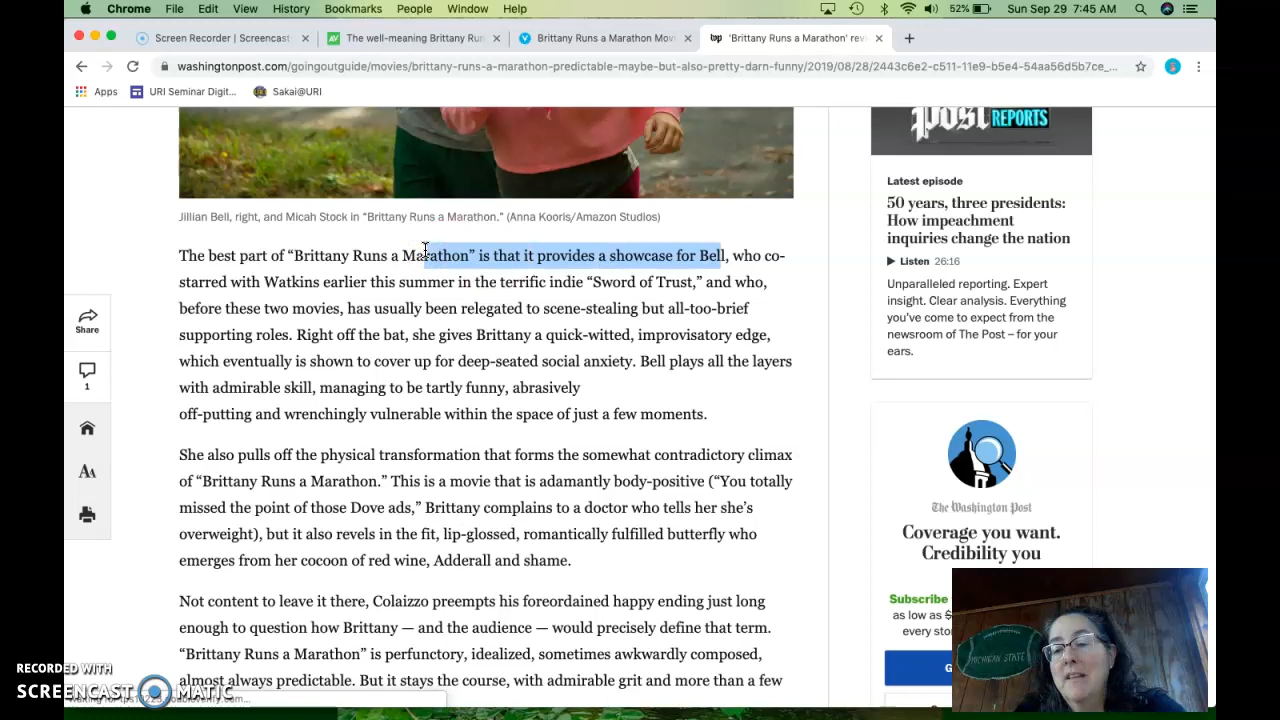 Chrome File Edit View History Bookmarks People Window Help 52% Sun Sep 29 7:45 AM
Screen Recorder | Screencast The well-meaning Brittany Run Brittany Runs a Marathon Movi 'Brittany Runs a Marathon' revi
washingtonpost.com/goingoutguide/movies/brittany-runs-a-marathon-predictable-maybe-but-also-pretty-darn-funny/2019/08/28/2443c6e2-c511-11e9-b5e4-54aa56d5b7ce_...
Apps URI Seminar Digit... Sakai@URI
Jillian Bell, right, and Micah Stock in “Brittany Runs a Marathon.” (Anna Kooris/Amazon Studios)
The best part of “Brittany Runs a Marathon” is that it provides a showcase for Bell, who co-
starred with Watkins earlier this summer in the terrific indie “Sword of Trust,” and who,
before these two movies, has usually been relegated to scene-stealing but all-too-brief
supporting roles. Right off the bat, she gives Brittany a quick-witted, improvisatory edge,
which eventually is shown to cover up for deep-seated social anxiety. Bell plays all the layers
with admirable skill, managing to be tartly funny, abrasively
off-putting and wrenchingly vulnerable within the space of just a few moments.
She also pulls off the physical transformation that forms the somewhat contradictory climax
of “Brittany Runs a Marathon.” This is a movie that is adamantly body-positive (“You totally
missed the point of those Dove ads,” Brittany complains to a doctor who tells her she’s
overweight), but it also revels in the fit, lip-glossed, romantically fulfilled butterfly who
emerges from her cocoon of red wine, Adderall and shame.
Not content to leave it there, Colaizzo preempts his foreordained happy ending just long
enough to question how Brittany — and the audience — would precisely define that term.
“Brittany Runs a Marathon” is perfunctory, idealized, sometimes awkwardly composed,
almost always predictable. But it stays the course, with admirable grit and more than a few
Share
1
AA
Post REPORTS
Latest episode
50 years, three presidents:
How impeachment
inquiries change the nation
Listen 26:16
Unparalleled reporting. Expert
insight. Clear analysis. Everything
you’ve come to expect from the
newsroom of The Post – for your
ears.
The Washington Post
Coverage you want.
Credibility you
Subscribe
as low as
every sto
G
MICHIGAN STATE
RECORDED WITH
SCREENCAST MATIC